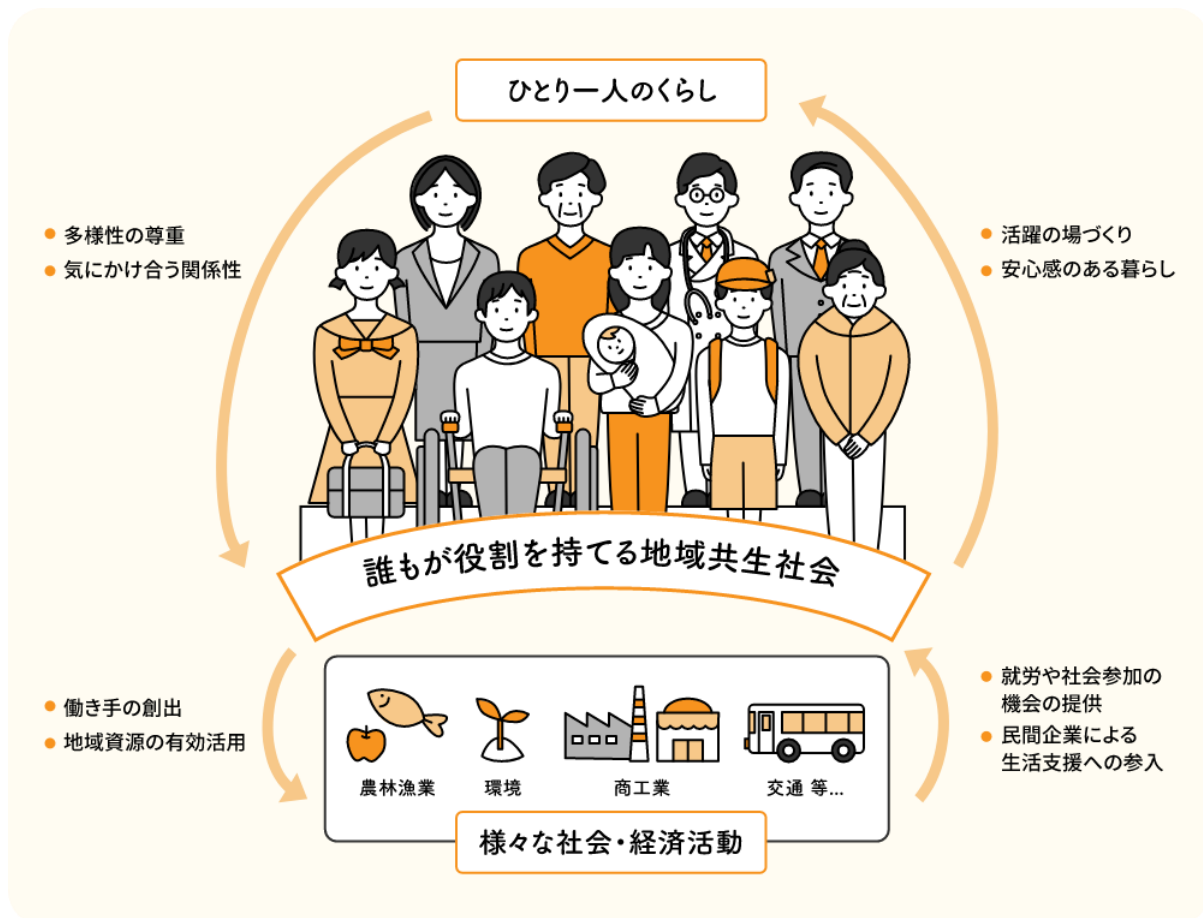 ひとり一人のくらし
● 多様性の尊重
● 気にかけ合う関係性
● 活躍の場づくり
● 安心感のある暮らし
誰もが役割を持てる地域共生社会
● 働き手の創出
● 地域資源の有効活用
● 就労や社会参加の
機会の提供
● 民間企業による
生活支援への参入
農林漁業
環境
商工業
交通 等...
様々な社会・経済活動